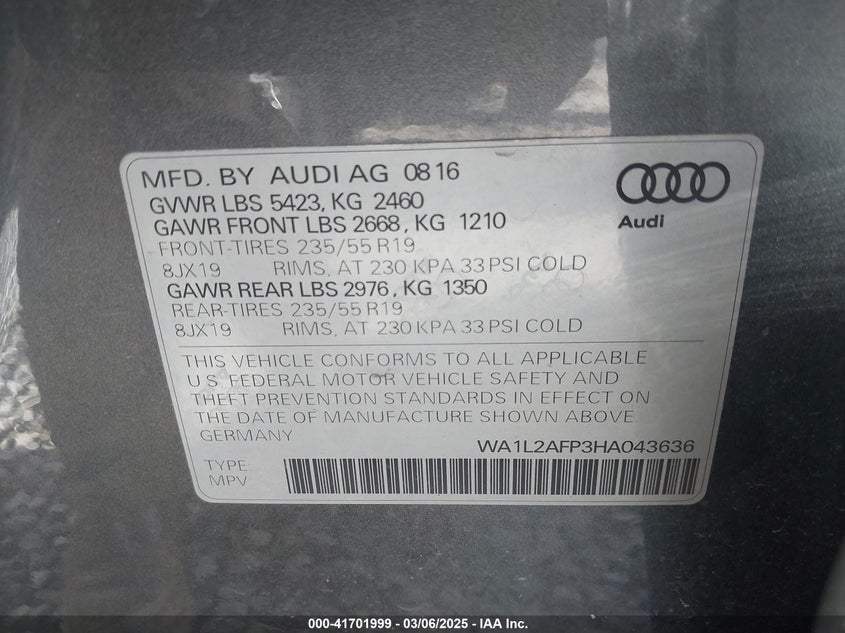 MFD. BY AUDI AG 08 16
GVWR LBS 5423, KG 2460
GAWR FRONT LBS 2668, KG 1210
FRONT-TIRES 235/55 R19
8JX19 RIMS, AT 230 KPA 33 PSI COLD
GAWR REAR LBS 2976, KG 1350
REAR-TIRES 235/55 R19
8JX19 RIMS, AT 230 KPA 33 PSI COLD
Audi
THIS VEHICLE CONFORMS TO ALL APPLICABLE
U.S. FEDERAL MOTOR VEHICLE SAFETY AND
THEFT PREVENTION STANDARDS IN EFFECT ON
THE DATE OF MANUFACTURE SHOWN ABOVE.
GERMANY
WA1L2AFP3HA043636
TYPE:
MPV
000-41701999 / 03/06/2025 - IAA Inc.